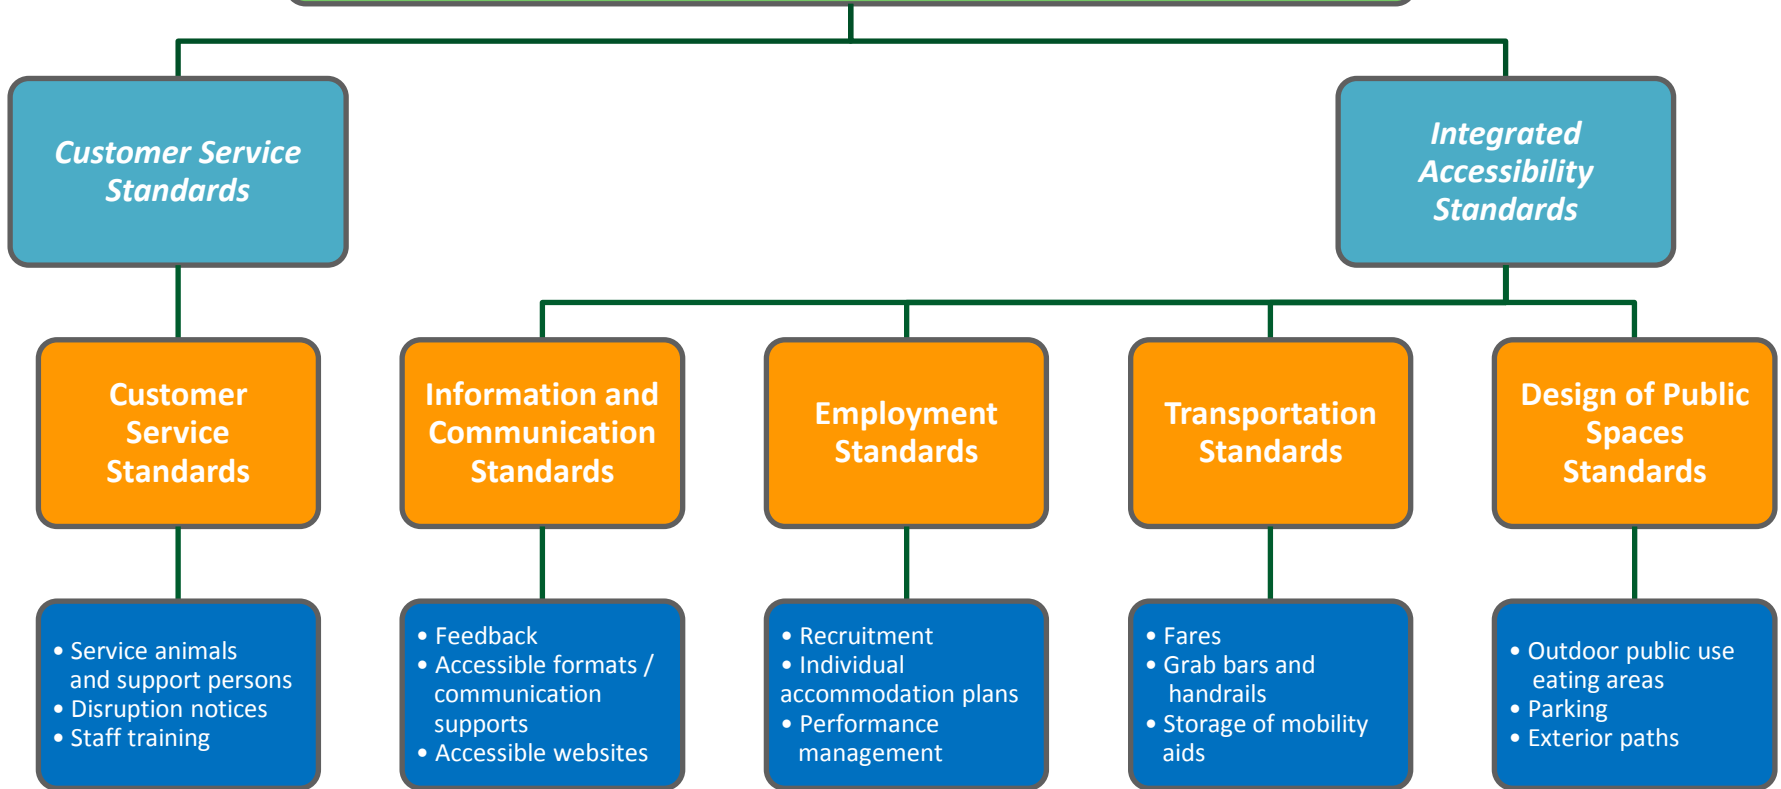 Customer Service
Standards
Integrated
Accessibility
Standards
Customer
Service
Standards
Information and
Communication
Standards
Employment
Standards
Transportation
Standards
Design of Public
Spaces
Standards
• Service animals
and support persons
• Disruption notices
• Staff training
• Feedback
• Accessible formats /
communication
supports
• Accessible websites
• Recruitment
• Individual
accommodation plans
• Performance
management
• Fares
• Grab bars and
handrails
• Storage of mobility
aids
• Outdoor public use
eating areas
• Parking
• Exterior paths